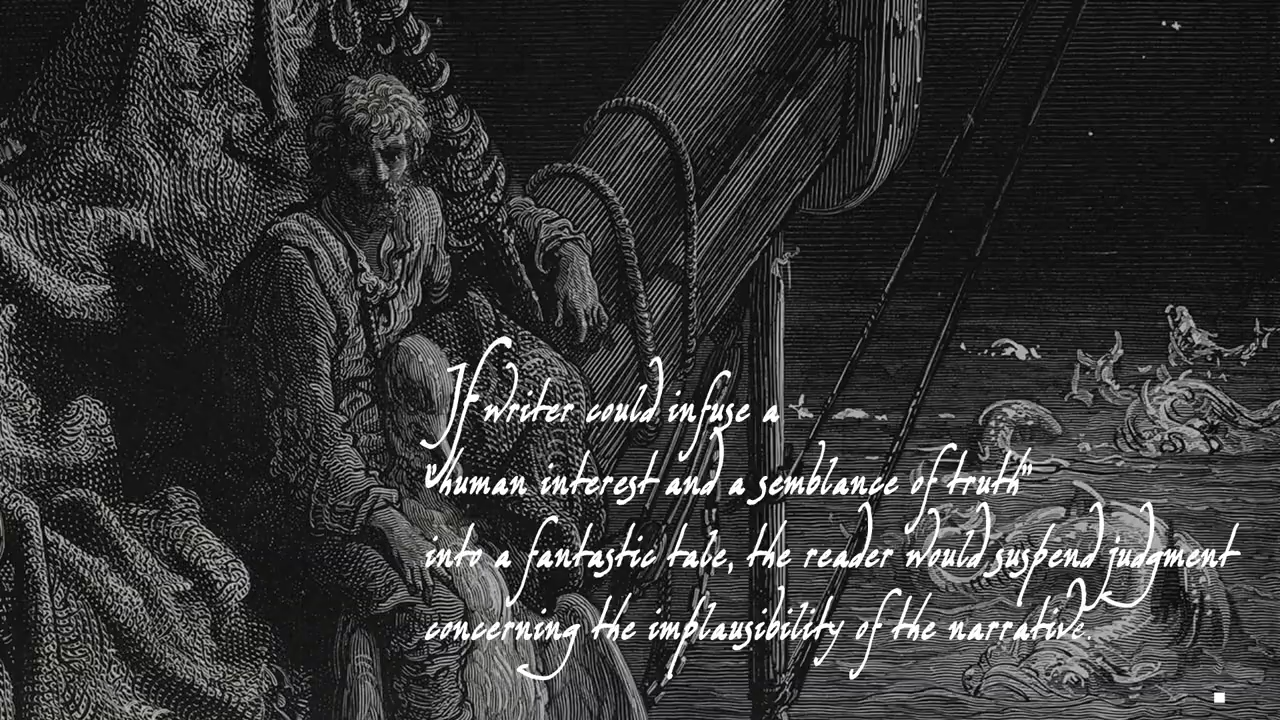 If writer could infuse a
"human interest and a semblance of truth"
into a fantastic tale, the reader would suspend judgment
concerning the implausibility of the narrative.